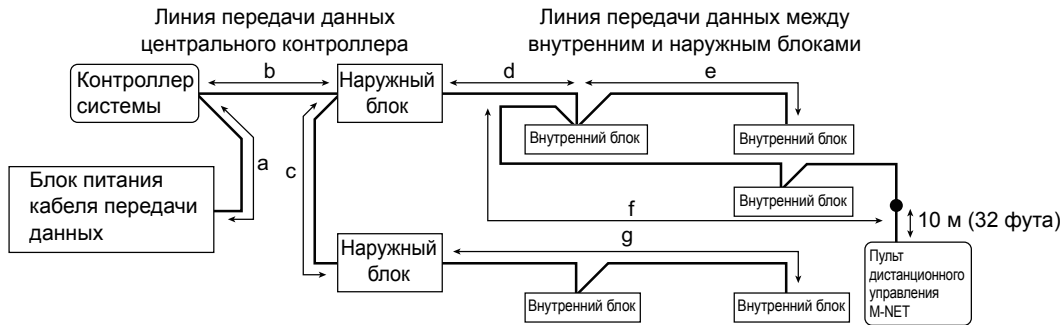 Линия передачи данных
центрального контроллера
Линия передачи данных между
внутренним и наружным блоками
Контроллер
системы
b
Наружный
блок
d
e
Внутренний блок
Внутренний блок
a
c
Блок питания
кабеля передачи
данных
Внутренний блок
f
10 м (32 фута)
g
Наружный
блок
Внутренний блок
Внутренний блок
Пульт
дистанционного
управления
M-NET